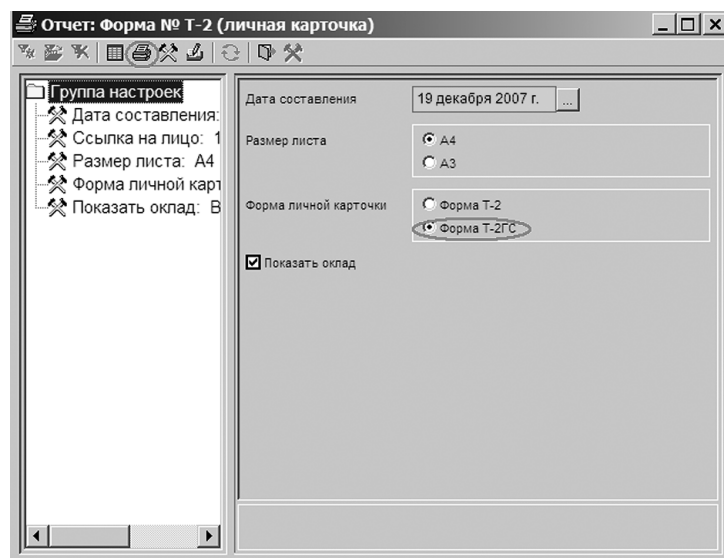 Отчет: Форма № Т-2 (личная карточка)
Группа настроек
Дата составления:
Ссылка на лицо: 1
Размер листа: А4
Форма личной карт
Показать оклад: В
Дата составления
19 декабря 2007 г.
...
Размер листа
А4
А3
Форма личной карточки
Форма Т-2
Форма Т-2ГС
Показать оклад